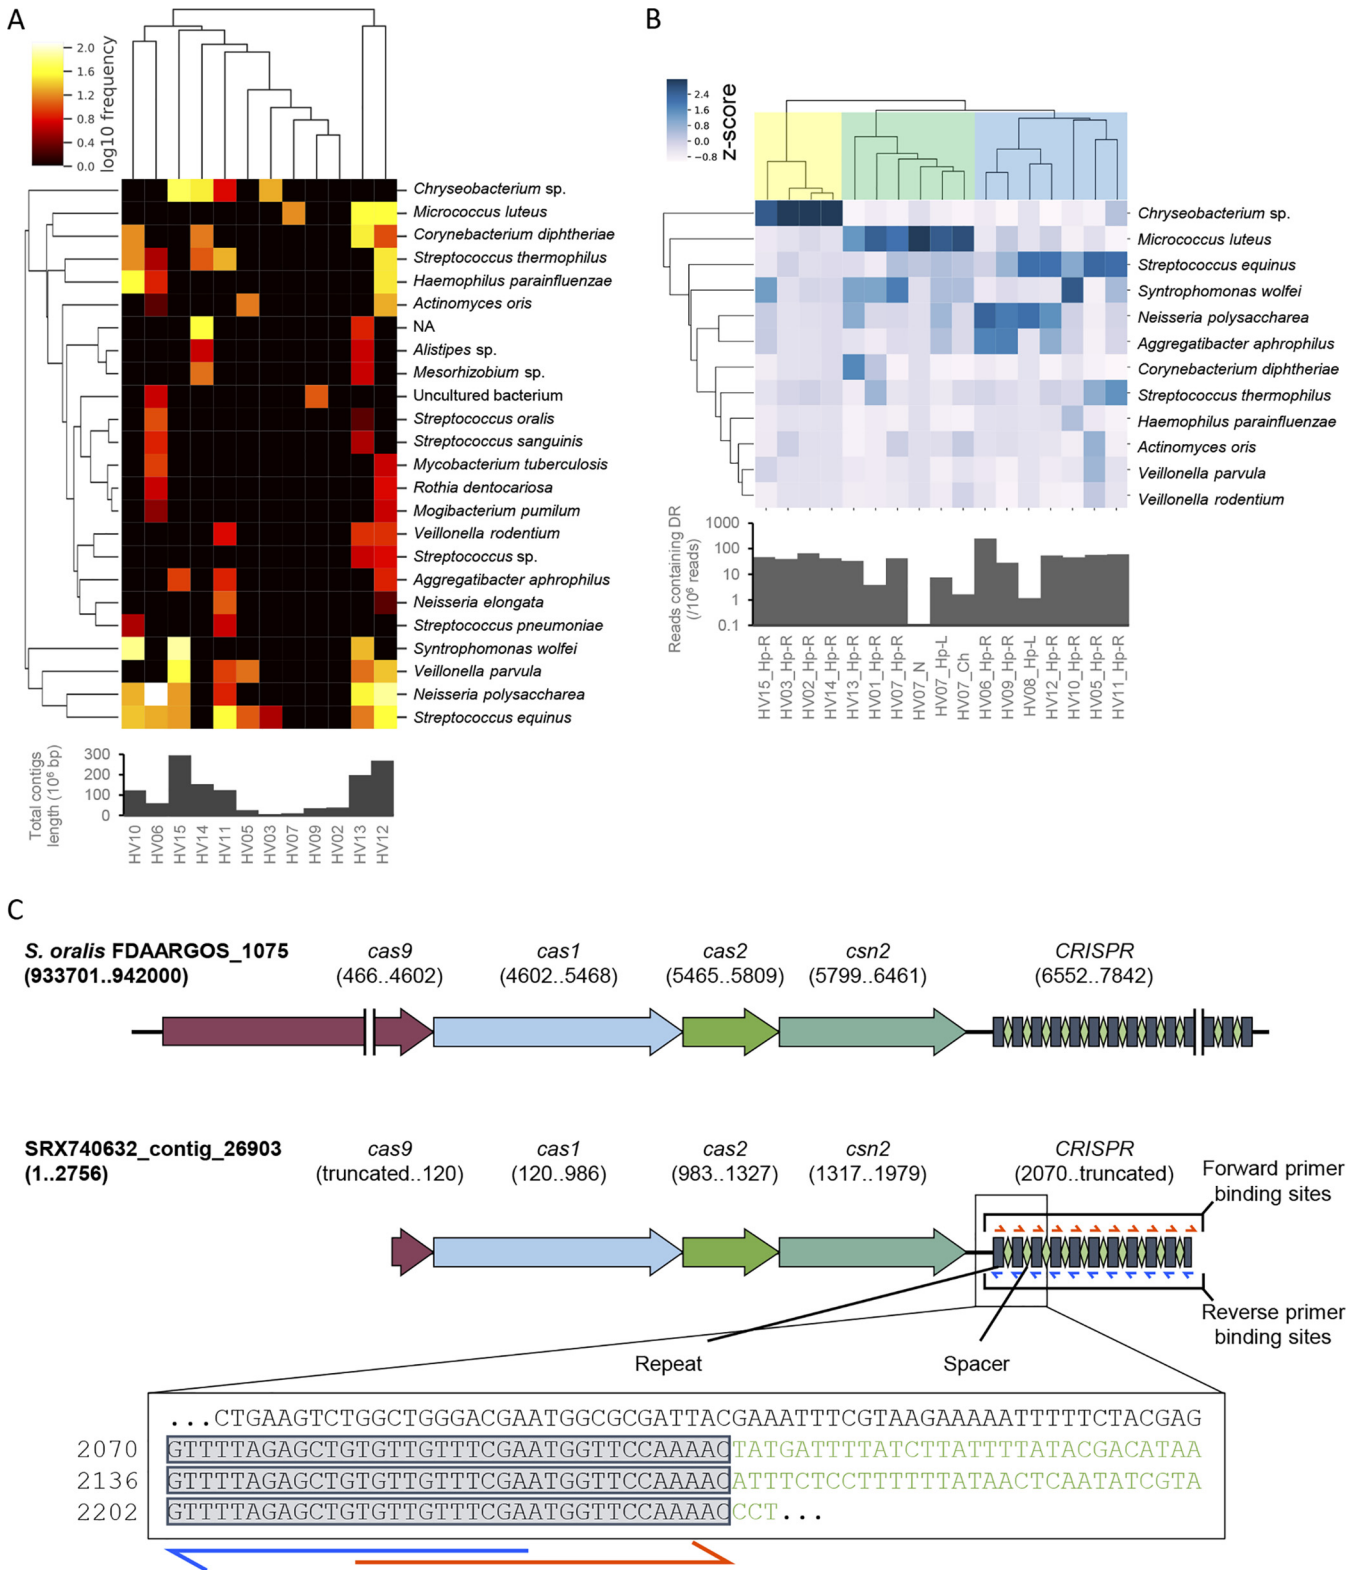 A
2.0
1.6
1.2
0.8
0.4
0.0
log10 frequency
Chryseobacterium sp.
Micrococcus luteus
Corynebacterium diphtheriae
Streptococcus thermophilus
Haemophilus parainfluenzae
Actinomyces oris
NA
Alistipes sp.
Mesorhizobium sp.
Uncultured bacterium
Streptococcus oralis
Streptococcus sanguinis
Mycobacterium tuberculosis
Rothia dentocariosa
Mogibacterium pumilum
Veillonella rodentium
Streptococcus sp.
Aggregatibacter aphrophilus
Neisseria elongata
Streptococcus pneumoniae
Syntrophomonas wolfei
Veillonella parvula
Neisseria polysaccharea
Streptococcus equinus
Total contigs
length (10⁶ bp)
300
200
100
0
HV10
HV06
HV15
HV14
HV11
HV05
HV03
HV07
HV09
HV02
HV13
HV12
B
2.4
1.6
0.8
0.0
−0.8
z-score
Chryseobacterium sp.
Micrococcus luteus
Streptococcus equinus
Syntrophomonas wolfei
Neisseria polysaccharea
Aggregatibacter aphrophilus
Corynebacterium diphtheriae
Streptococcus thermophilus
Haemophilus parainfluenzae
Actinomyces oris
Veillonella parvula
Veillonella rodentium
Reads containing DR
(/10⁶ reads)
1000
100
10
1
0.1
HV15_Hp-R
HV03_Hp-R
HV02_Hp-R
HV14_Hp-R
HV13_Hp-R
HV01_Hp-R
HV07_Hp-R
HV07_N
HV07_Hp-L
HV07_Ch
HV06_Hp-R
HV09_Hp-R
HV08_Hp-L
HV12_Hp-R
HV10_Hp-R
HV05_Hp-R
HV11_Hp-R
C
S. oralis FDAARGOS_1075 cas9 cas1 cas2 csn2 CRISPR
(933701..942000) (466..4602) (4602..5468) (5465..5809) (5799..6461) (6552..7842)
SRX740632_contig_26903 cas9 cas1 cas2 csn2 CRISPR
(1..2756) (truncated..120) (120..986) (983..1327) (1317..1979) (2070..truncated)
Forward primer
binding sites
Reverse primer
binding sites
Repeat Spacer
...CTGAAGTCTGGCTGGGACGAATGGCGCGATTACGAAATTTCGTAAGAAAAATTTTTCTACGAG
2070 GTTTTAGAGCTGTGTTGTTTCGAATGGTTCCAAAACTATGATTTTATCTTATTTTATACGACATAA
2136 GTTTTAGAGCTGTGTTGTTTCGAATGGTTCCAAAACATTTCTCCTTTTTTATAACTCAATATCGTA
2202 GTTTTAGAGCTGTGTTGTTTCGAATGGTTCCAAAACCCT...